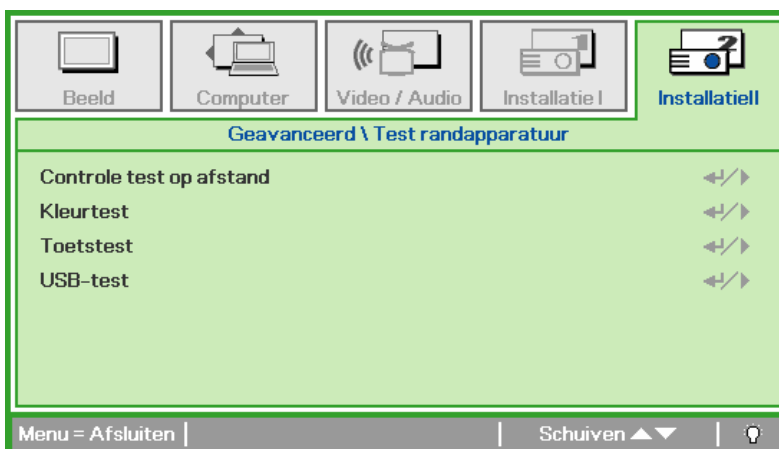 Beeld
Computer
Video / Audio
Installatie I
InstallatieII
Geavanceerd \ Test randapparatuur
Controle test op afstand
Kleurtest
Toetstest
USB-test
Menu = Afsluiten
Schuiven